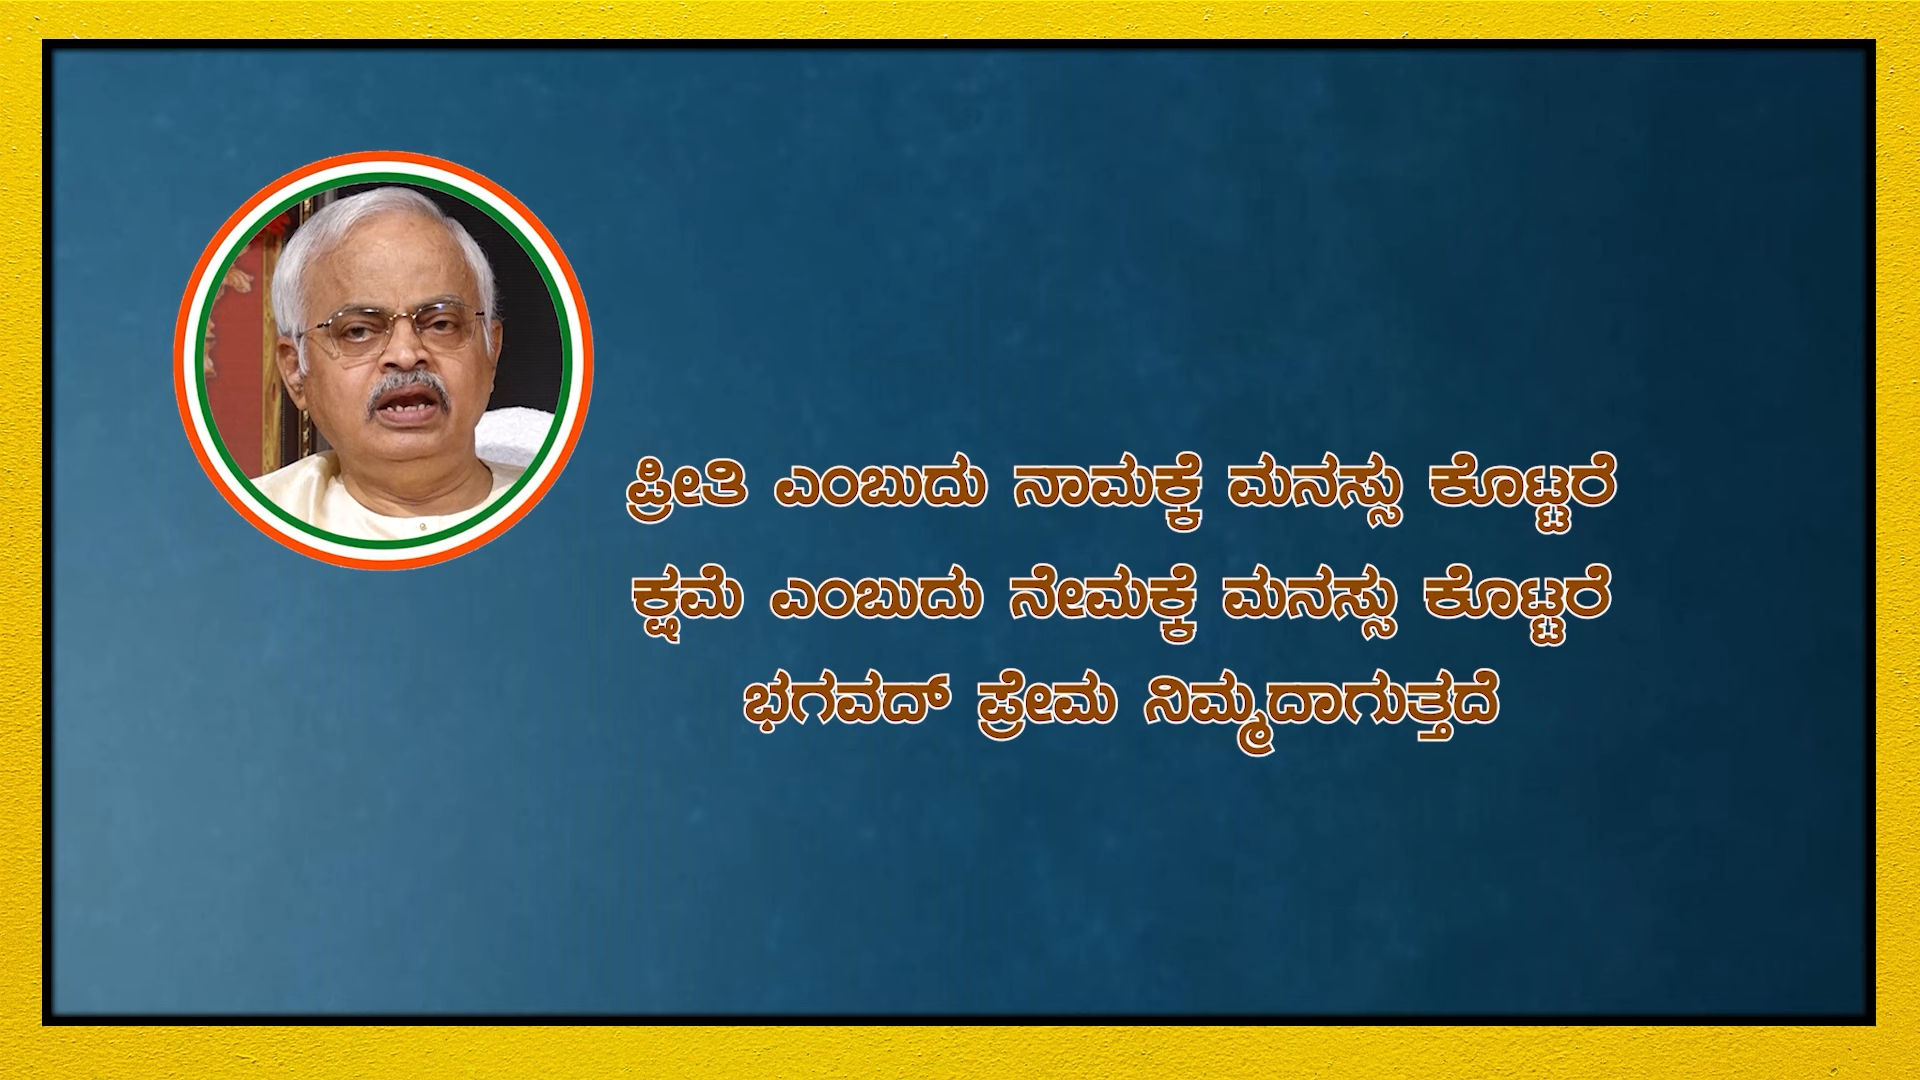 ಪ್ರೀತಿ ಎಂಬುದು ನಾಮಕ್ಕೆ ಮನಸ್ಸು ಕೊಟ್ಟರೆ
ಕ್ಷಮೆ ಎಂಬುದು ನೇಮಕ್ಕೆ ಮನಸ್ಸು ಕೊಟ್ಟರೆ
ಭಗವದ್ ಪ್ರೇಮ ನಿಮ್ಮದಾಗುತ್ತದೆ